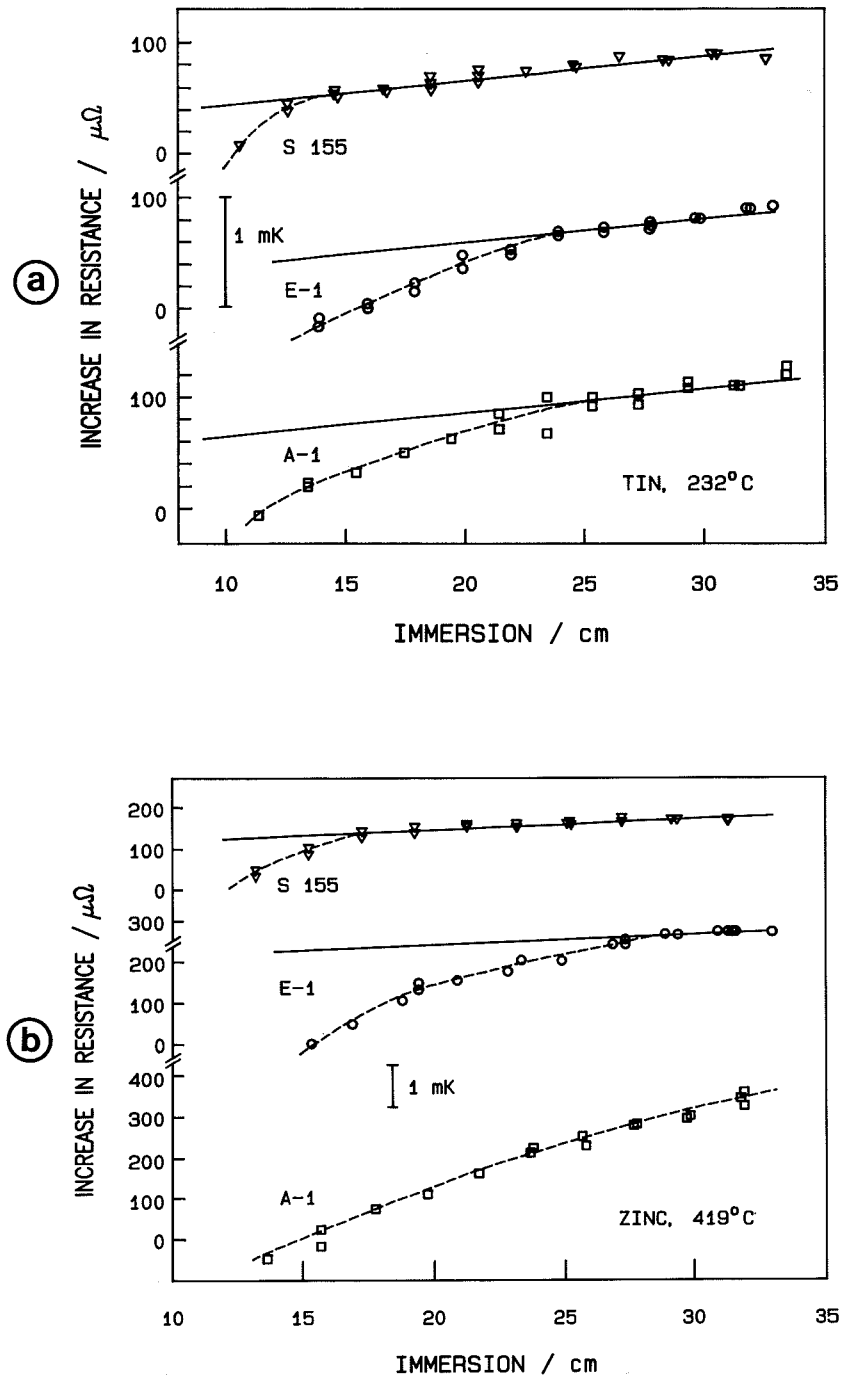 a
INCREASE IN RESISTANCE / μΩ
100
0
S 155
100
1 mK
E-1
0
100
A-1
0
TIN, 232°C
10 15 20 25 30 35
IMMERSION / cm
b
INCREASE IN RESISTANCE / μΩ
200
100
0
S 155
300
200
E-1
100
0
1 mK
400
300
200
A-1
100
0
ZINC, 419°C
10 15 20 25 30 35
IMMERSION / cm